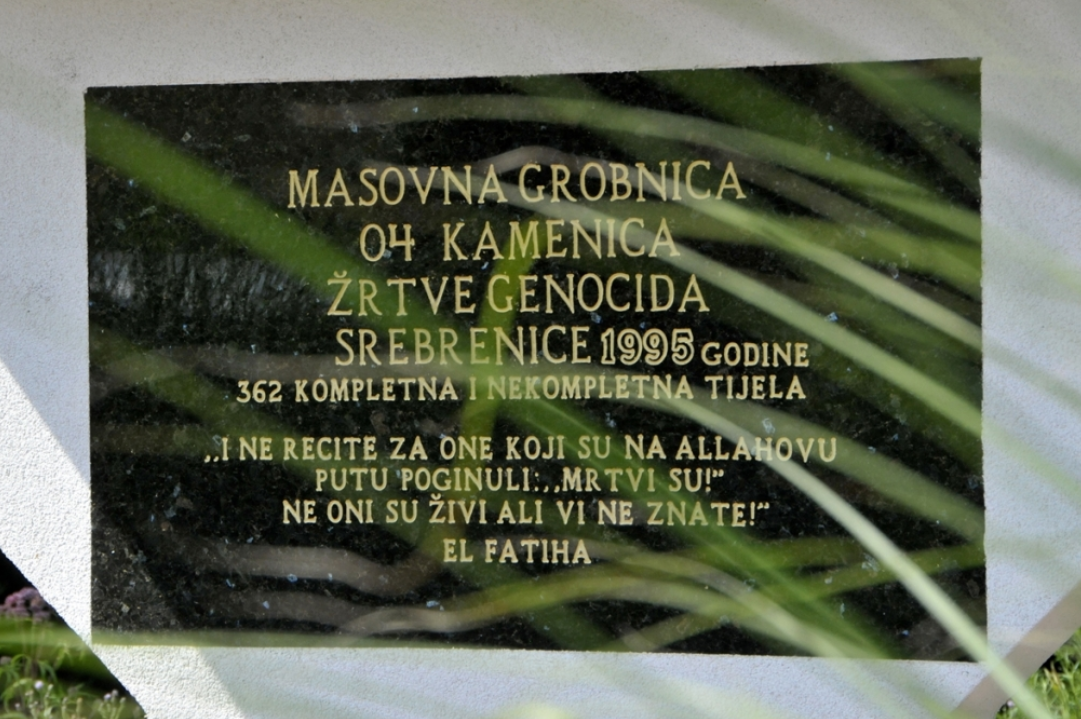 MASOVNA GROBNICA
04 KAMENICA
ŽRTVE GENOCIDA
SREBRENICE 1995 GODINE
362 KOMPLETNA I NEKOMPLETNA TIJELA
,,I NE RECITE ZA ONE KOJI SU NA ALLAHOVU
PUTU POGINULI:,,MRTVI SU!"
NE ONI SU ŽIVI ALI VI NE ZNATE!"
EL FATIHA